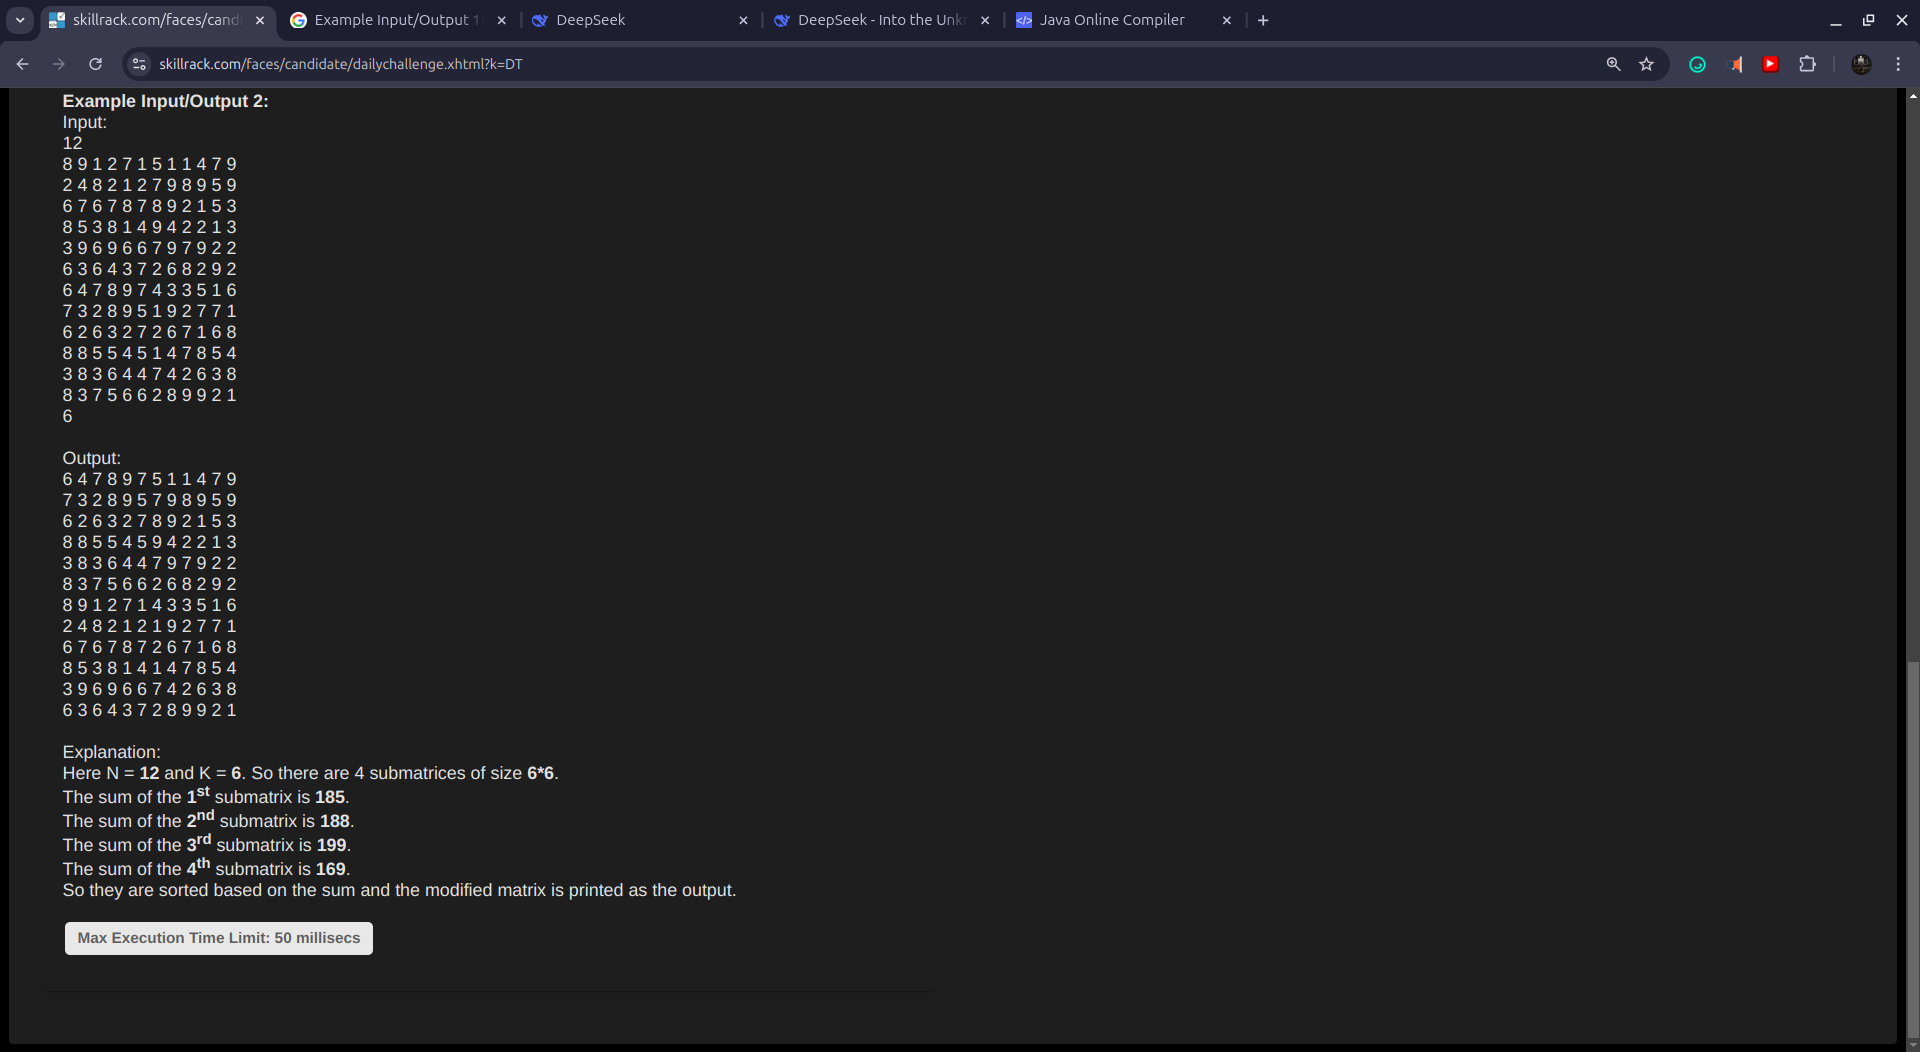 skillrack.com/faces/cand
Example Input/Output 1
DeepSeek
DeepSeek - Into the Unk
Java Online Compiler
skillrack.com/faces/candidate/dailychallenge.xhtml?k=DT
Example Input/Output 2:
Input:
12
8 9 1 2 7 1 5 1 1 4 7 9
2 4 8 2 1 2 7 9 8 9 5 9
6 7 6 7 8 7 8 9 2 1 5 3
8 5 3 8 1 4 9 4 2 2 1 3
3 9 6 9 6 6 7 9 7 9 2 2
6 3 6 4 3 7 2 6 8 2 9 2
6 4 7 8 9 7 4 3 3 5 1 6
7 3 2 8 9 5 1 9 2 7 7 1
6 2 6 3 2 7 2 6 7 1 6 8
8 8 5 5 4 5 1 4 7 8 5 4
3 8 3 6 4 4 7 4 2 6 3 8
8 3 7 5 6 6 2 8 9 9 2 1
6
Output:
6 4 7 8 9 7 5 1 1 4 7 9
7 3 2 8 9 5 7 9 8 9 5 9
6 2 6 3 2 7 8 9 2 1 5 3
8 8 5 5 4 5 9 4 2 2 1 3
3 8 3 6 4 4 7 9 7 9 2 2
8 3 7 5 6 6 2 6 8 2 9 2
8 9 1 2 7 1 4 3 3 5 1 6
2 4 8 2 1 2 1 9 2 7 7 1
6 7 6 7 8 7 2 6 7 1 6 8
8 5 3 8 1 4 1 4 7 8 5 4
3 9 6 9 6 6 7 4 2 6 3 8
6 3 6 4 3 7 2 8 9 9 2 1
Explanation:
Here N = 12 and K = 6. So there are 4 submatrices of size 6*6.
The sum of the 1st submatrix is 185.
The sum of the 2nd submatrix is 188.
The sum of the 3rd submatrix is 199.
The sum of the 4th submatrix is 169.
So they are sorted based on the sum and the modified matrix is printed as the output.
Max Execution Time Limit: 50 millisecs